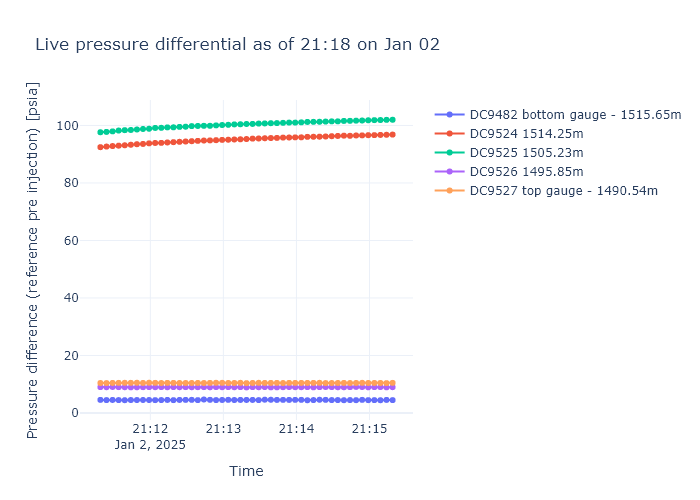 Live pressure differential as of 21:18 on Jan 02
Pressure difference (reference pre injection) [psia]
100
80
60
40
20
0
21:12
Jan 2, 2025
21:13
21:14
21:15
Time
DC9482 bottom gauge - 1515.65m
DC9524 1514.25m
DC9525 1505.23m
DC9526 1495.85m
DC9527 top gauge - 1490.54m